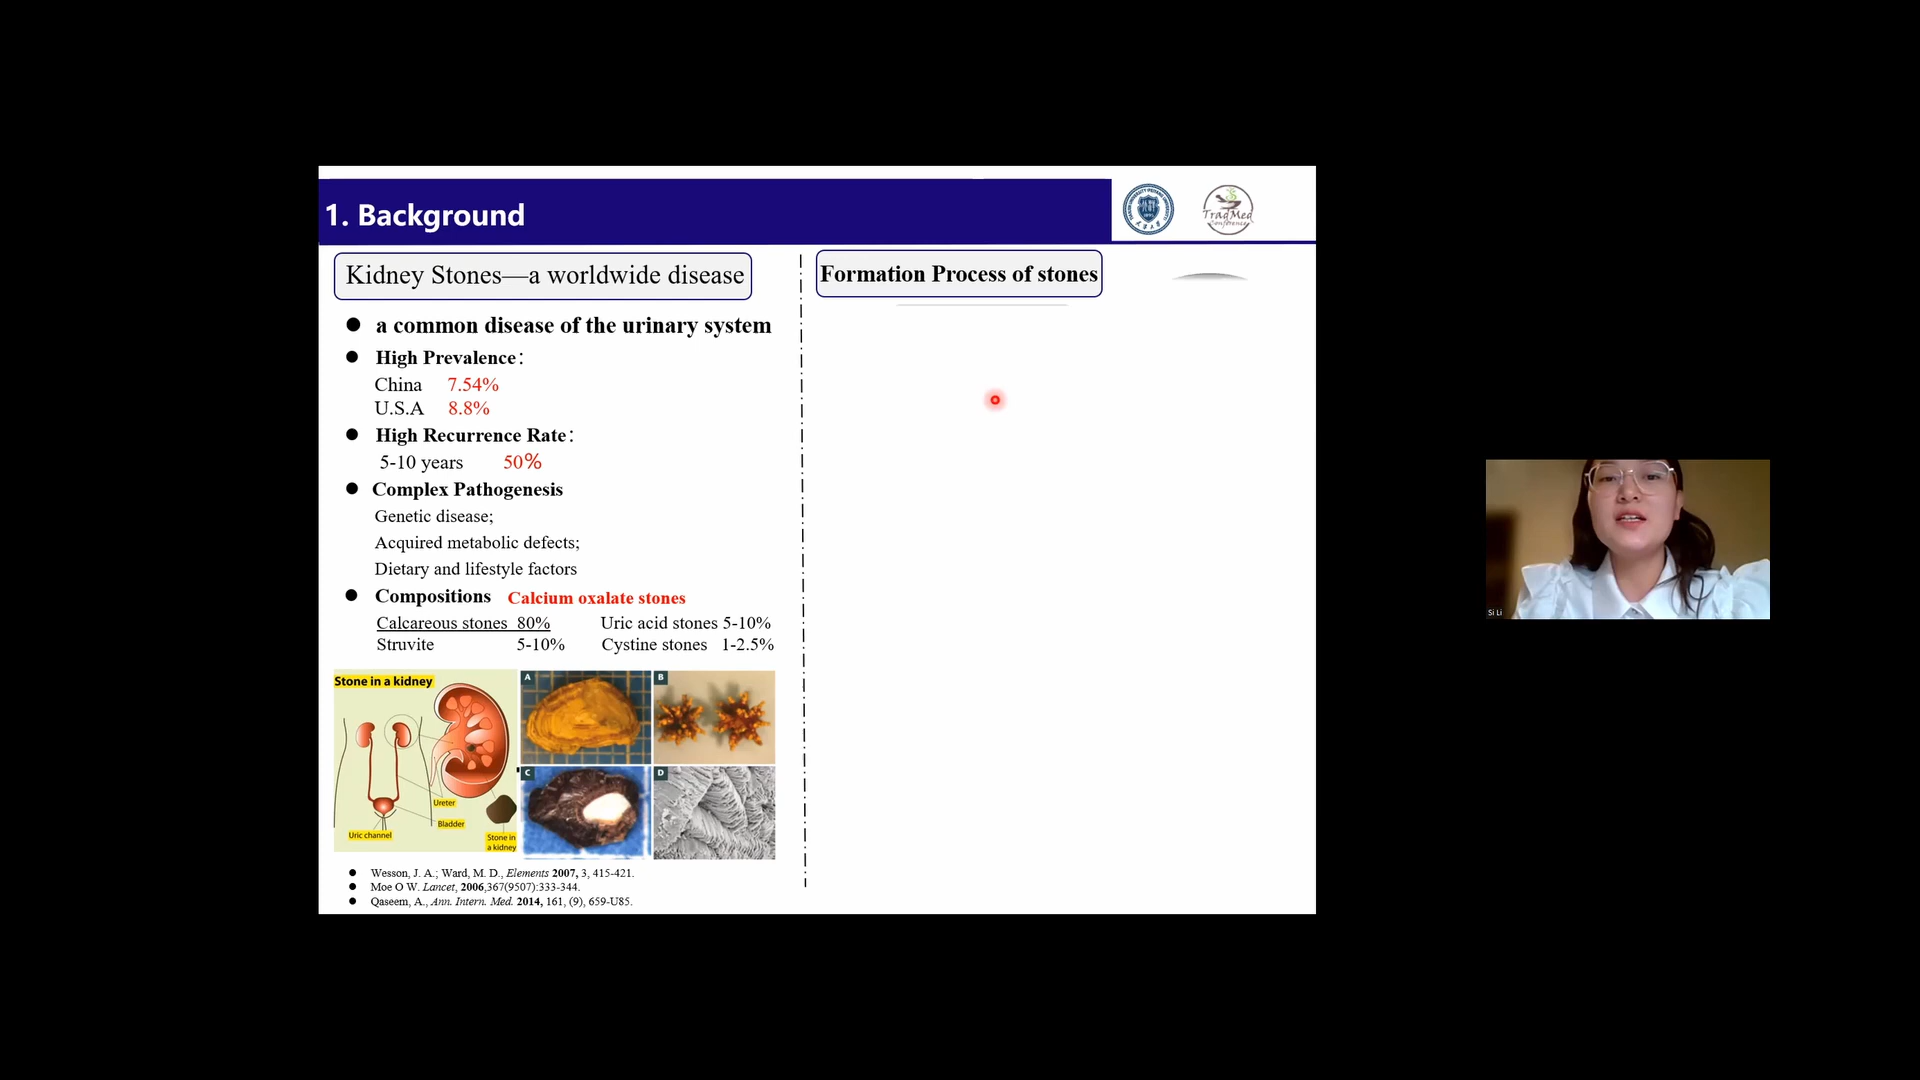 1. Background
TradMed
Conference
Kidney Stones—a worldwide disease
● a common disease of the urinary system
● High Prevalence：
China 7.54%
U.S.A 8.8%
● High Recurrence Rate：
5-10 years 50%
● Complex Pathogenesis
Genetic disease;
Acquired metabolic defects;
Dietary and lifestyle factors
● Compositions Calcium oxalate stones
Calcareous stones 80% Uric acid stones 5-10%
Struvite 5-10% Cystine stones 1-2.5%
Stone in a kidney
Ureter
Bladder
Uric channel
Stone in
a kidney
A
B
C
D
● Wesson, J. A.; Ward, M. D., Elements 2007, 3, 415-421.
● Moe O W. Lancet, 2006,367(9507):333-344.
● Qaseem, A., Ann. Intern. Med. 2014, 161, (9), 659-U85.
Formation Process of stones
Si Li